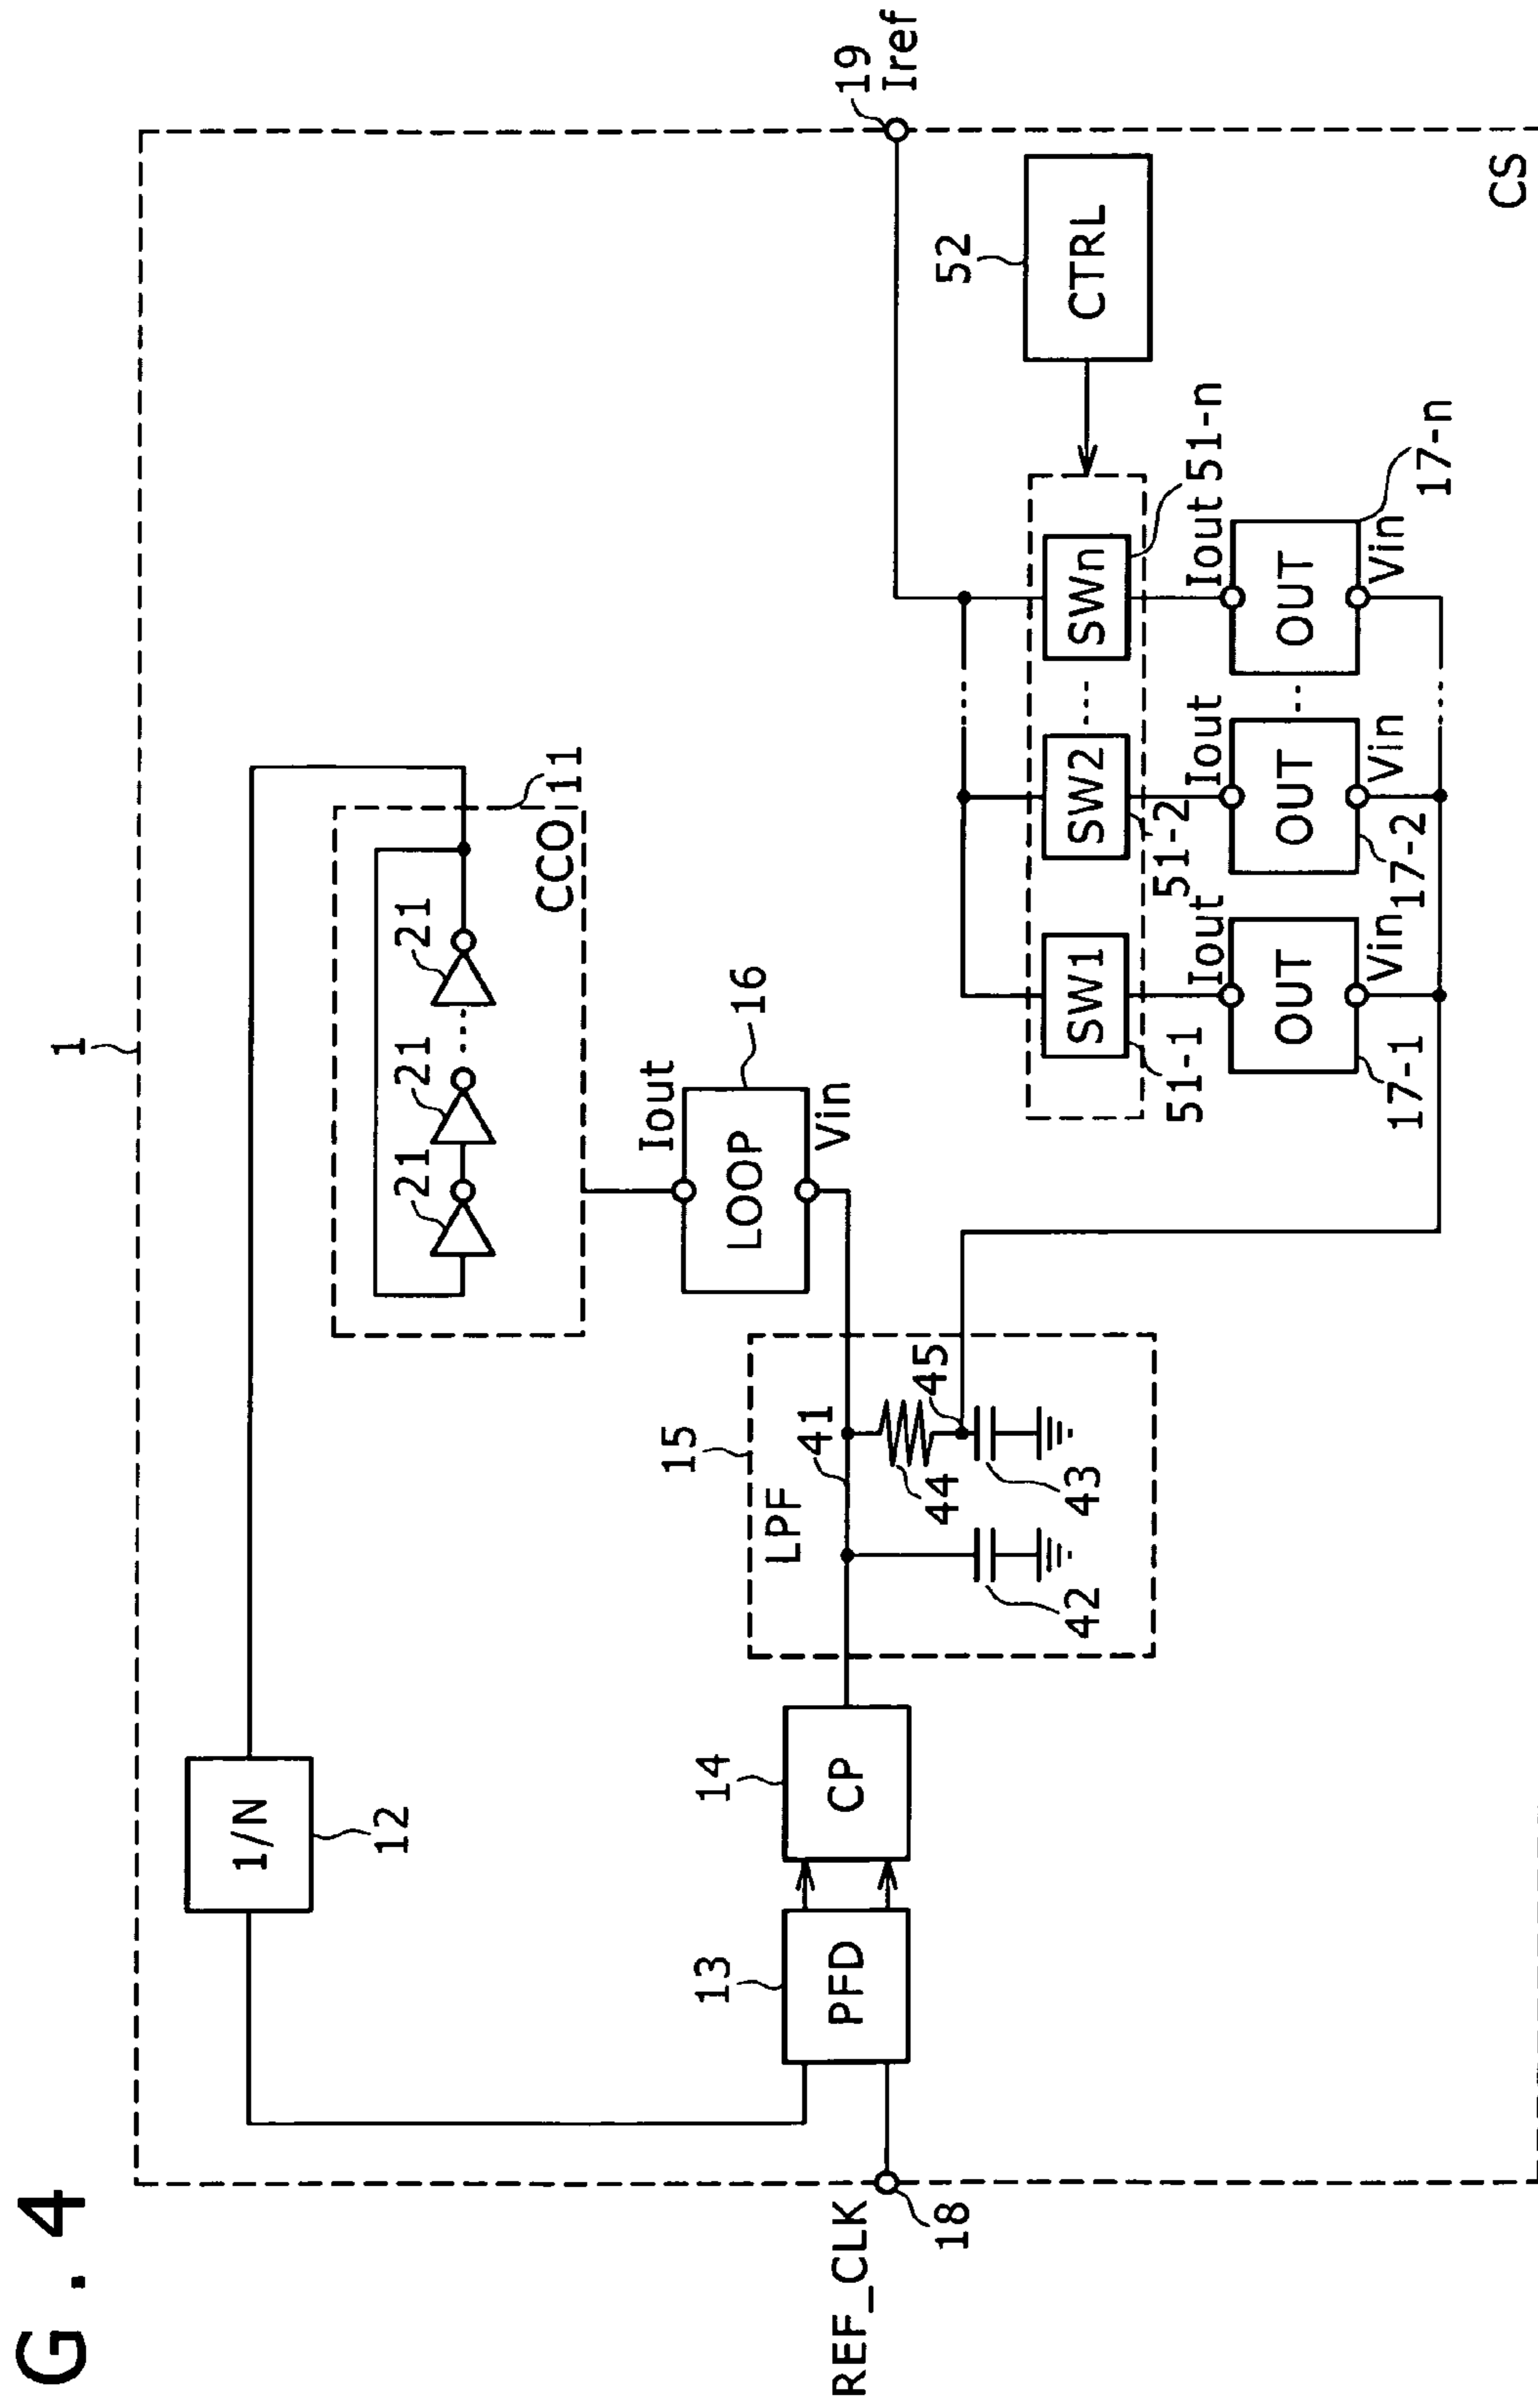 G . 4
1
1/N
12
21
21
21
CCO
11
Iout
LOOP
16
Vin
REF_CLK
18
13
PFD
14
CP
15
LPF
41
42
43
44
45
19
Iref
52
CTRL
SW1
SW2
SWn
51-1
51-2
51-n
Iout
Iout
Iout
OUT
OUT
OUT
Vin
Vin
Vin
17-1
17-2
17-n
CS